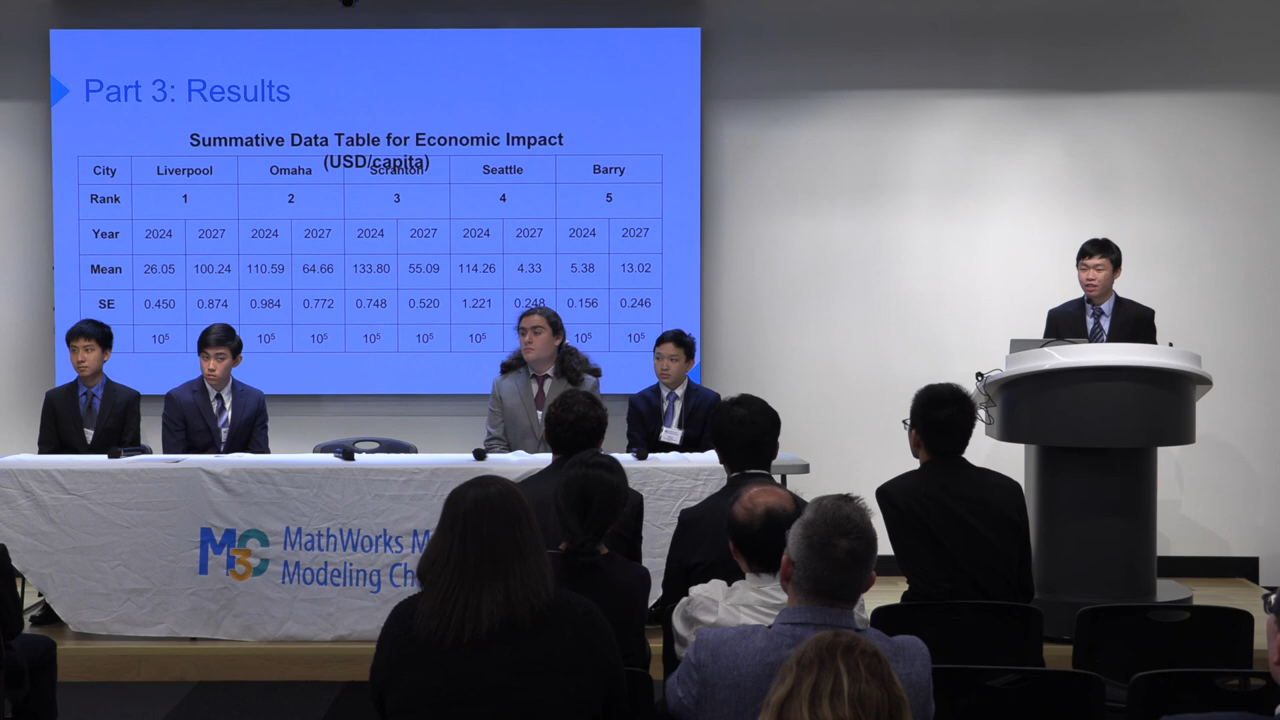 Part 3: Results
Summative Data Table for Economic Impact
(USD/capita)
City Liverpool Omaha Scranton Seattle Barry
Rank 1 2 3 4 5
Year 2024 2027 2024 2027 2024 2027 2024 2027 2024 2027
Mean 26.05 100.24 110.59 64.66 133.80 55.09 114.26 4.33 5.38 13.02
SE 0.450 0.874 0.984 0.772 0.748 0.520 1.221 0.248 0.156 0.246
10⁵ 10⁵ 10⁵ 10⁵ 10⁵ 10⁵ 10⁵ 10⁵
M3C MathWorks M
Modeling Ch